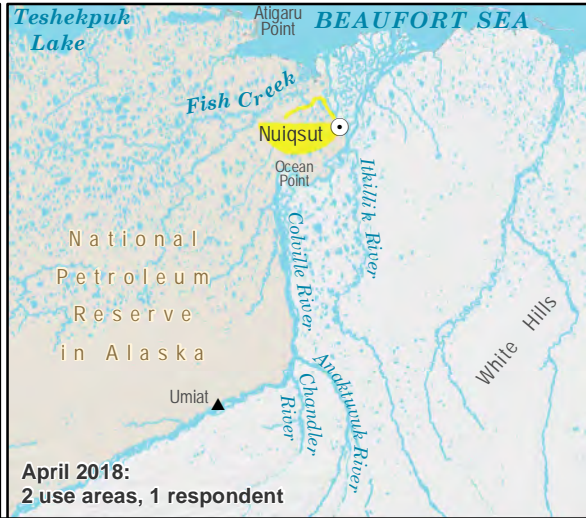 Teshekpuk
Lake
Atigaru
Point
BEAUFORT SEA
Fish Creek
Nuiqsut
Ocean
Point
Itkillik River
Colville River
National
Petroleum
Reserve
in Alaska
White Hills
Umiat
Chandler
River
Anaktuvuk River
April 2018:
2 use areas, 1 respondent